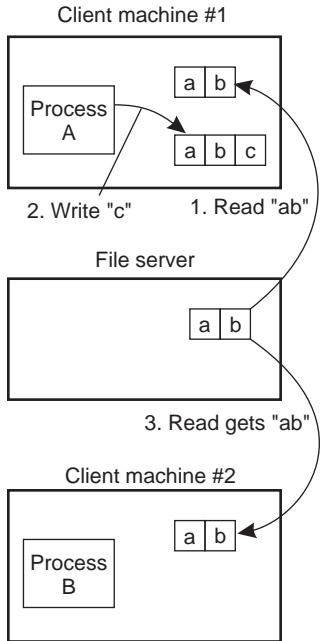 Client machine #1
a b
Process
A
a b c
2. Write "c"
1. Read "ab"
File server
a b
3. Read gets "ab"
Client machine #2
a b
Process
B